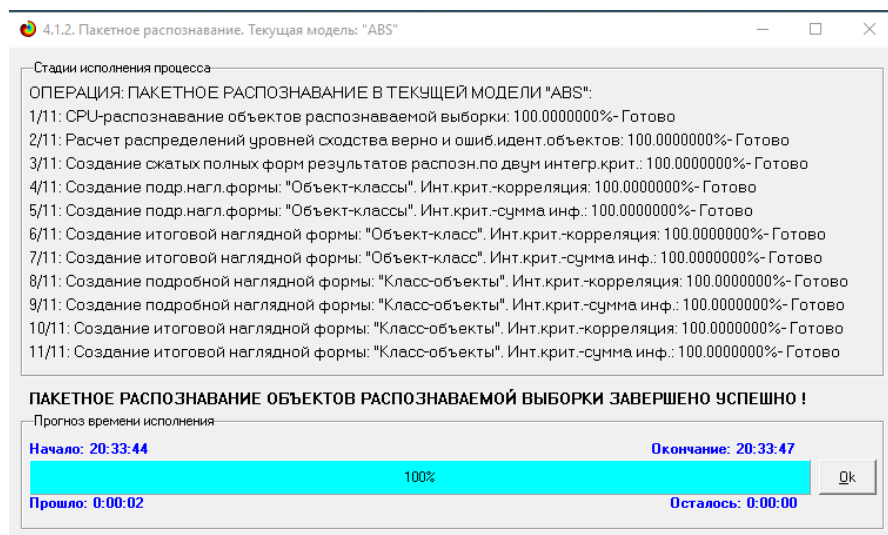 4.1.2. Пакетное распознавание. Текущая модель: "ABS"
Стадии исполнения процесса
ОПЕРАЦИЯ: ПАКЕТНОЕ РАСПОЗНАВАНИЕ В ТЕКУЩЕЙ МОДЕЛИ "ABS":
1/11: CPU-распознавание объектов распознаваемой выборки: 100.0000000%- Готово
2/11: Расчет распределений уровней сходства верно и ошиб.идент.объектов: 100.0000000%- Готово
3/11: Создание сжатых полных форм результатов распозн.по двум интегр.крит.: 100.0000000%- Готово
4/11: Создание подр.нагл.формы: "Объект-классы". Инт.крит.-корреляция: 100.0000000%- Готово
5/11: Создание подр.нагл.формы: "Объект-классы". Инт.крит.-сумма инф.: 100.0000000%- Готово
6/11: Создание итоговой наглядной формы: "Объект-класс". Инт.крит.-корреляция: 100.0000000%- Готово
7/11: Создание итоговой наглядной формы: "Объект-класс". Инт.крит.-сумма инф.: 100.0000000%- Готово
8/11: Создание подробной наглядной формы: "Класс-объекты". Инт.крит.-корреляция: 100.0000000%- Готово
9/11: Создание подробной наглядной формы: "Класс-объекты". Инт.крит.-сумма инф.: 100.0000000%- Готово
10/11: Создание итоговой наглядной формы: "Класс-объекты". Инт.крит.-корреляция: 100.0000000%- Готово
11/11: Создание итоговой наглядной формы: "Класс-объекты". Инт.крит.-сумма инф.: 100.0000000%- Готово
ПАКЕТНОЕ РАСПОЗНАВАНИЕ ОБЪЕКТОВ РАСПОЗНАВАЕМОЙ ВЫБОРКИ ЗАВЕРШЕНО УСПЕШНО !
Прогноз времени исполнения
Начало: 20:33:44 Окончание: 20:33:47
100% Ok
Прошло: 0:00:02 Осталось: 0:00:00